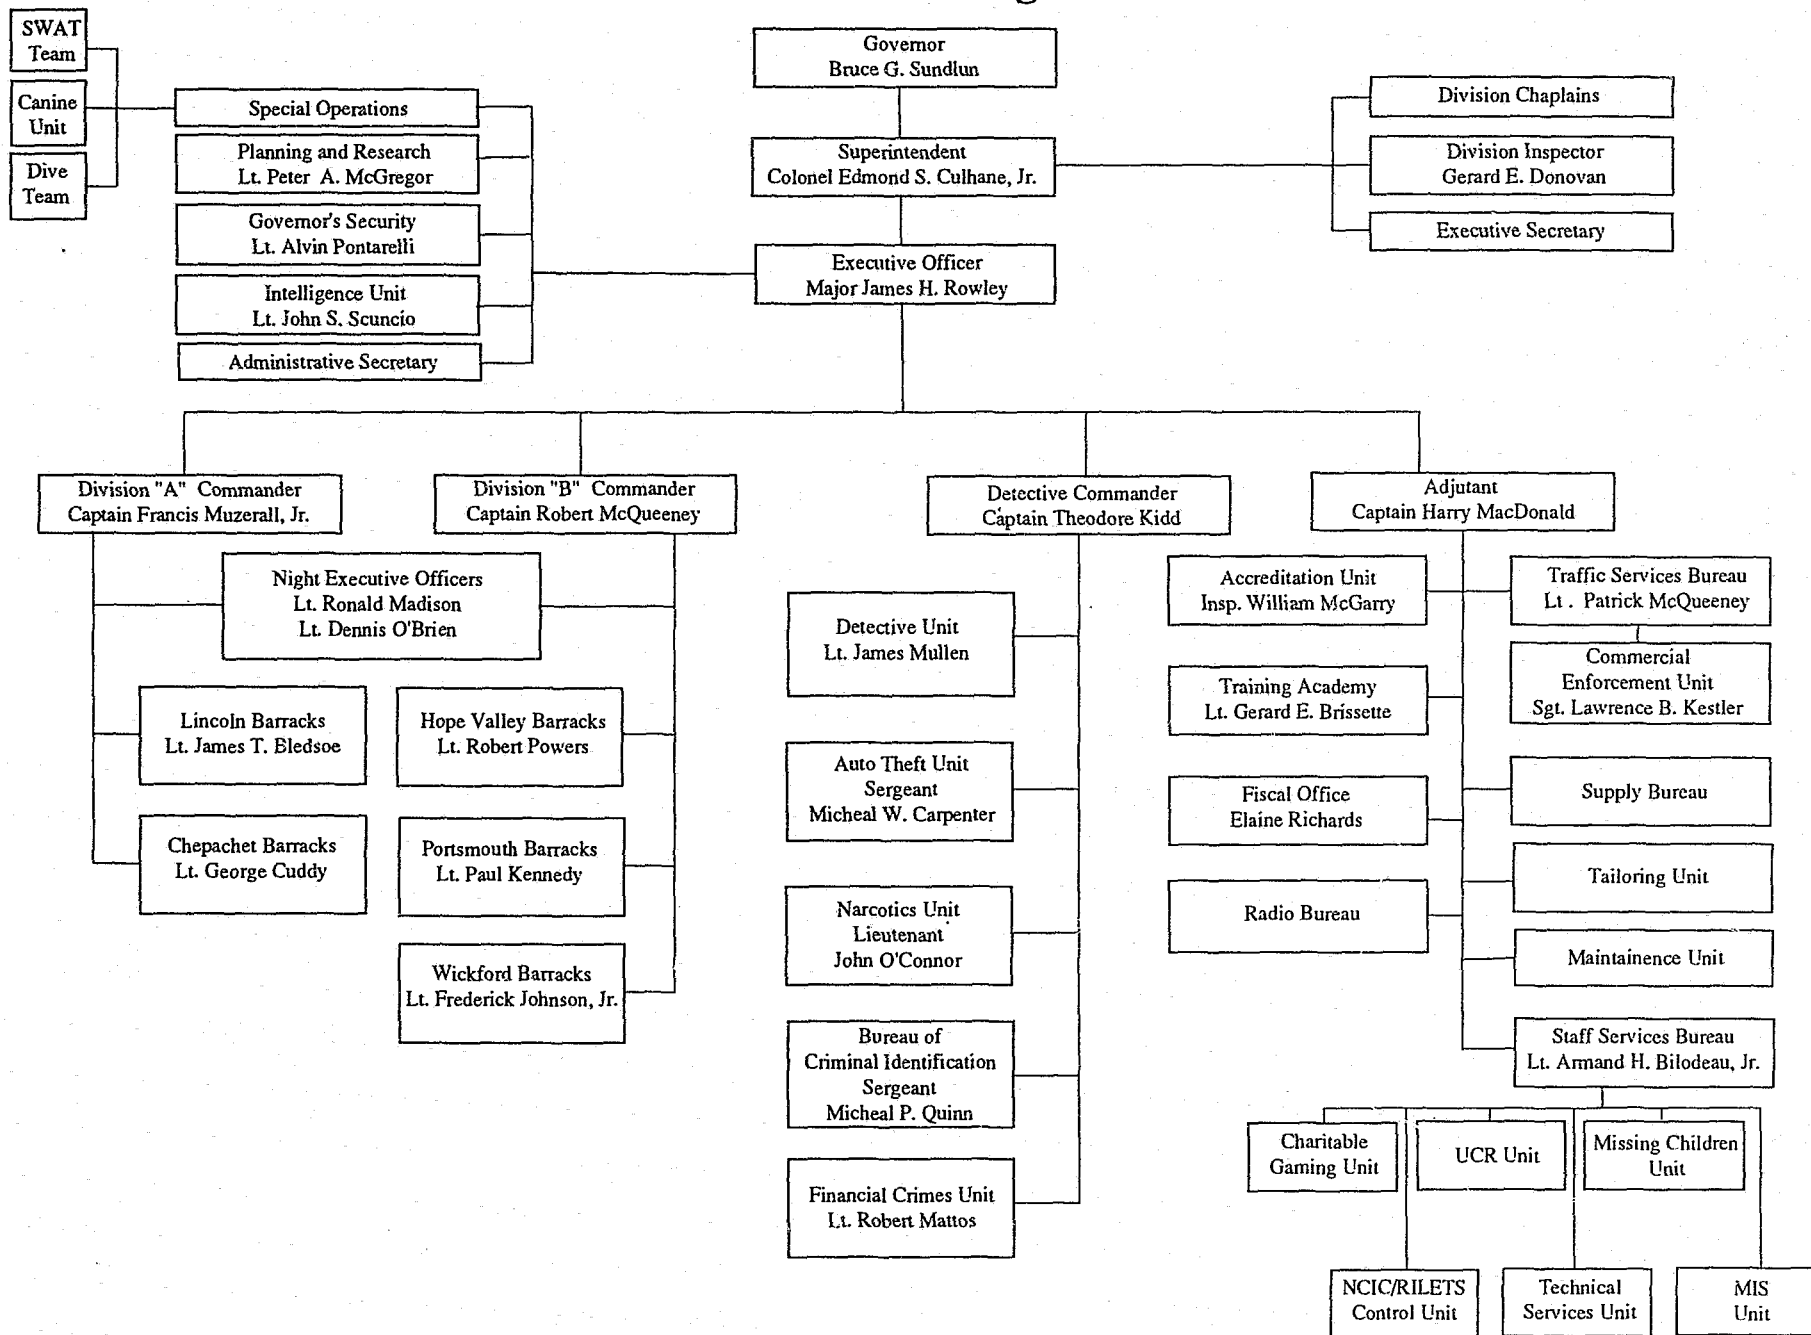 SWAT
Team
Canine
Unit
Dive
Team
Governor
Bruce G. Sundlun
Special Operations
Planning and Research
Lt. Peter A. McGregor
Governor's Security
Lt. Alvin Pontarelli
Intelligence Unit
Lt. John S. Scuncio
Administrative Secretary
Superintendent
Colonel Edmond S. Culhane, Jr.
Executive Officer
Major James H. Rowley
Division Chaplains
Division Inspector
Gerard E. Donovan
Executive Secretary
Division "A" Commander
Captain Francis Muzerall, Jr.
Division "B" Commander
Captain Robert McQueeney
Detective Commander
Captain Theodore Kidd
Adjutant
Captain Harry MacDonald
Night Executive Officers
Lt. Ronald Madison
Lt. Dennis O'Brien
Lincoln Barracks
Lt. James T. Bledsoe
Chepachet Barracks
Lt. George Cuddy
Hope Valley Barracks
Lt. Robert Powers
Portsmouth Barracks
Lt. Paul Kennedy
Wickford Barracks
Lt. Frederick Johnson, Jr.
Detective Unit
Lt. James Mullen
Auto Theft Unit
Sergeant
Micheal W. Carpenter
Narcotics Unit
Lieutenant
John O'Connor
Bureau of
Criminal Identification
Sergeant
Micheal P. Quinn
Financial Crimes Unit
Lt. Robert Mattos
Accreditation Unit
Insp. William McGarry
Training Academy
Lt. Gerard E. Brissette
Fiscal Office
Elaine Richards
Radio Bureau
Traffic Services Bureau
Lt . Patrick McQueeney
Commercial
Enforcement Unit
Sgt. Lawrence B. Kestler
Supply Bureau
Tailoring Unit
Maintainence Unit
Staff Services Bureau
Lt. Armand H. Bilodeau, Jr.
Charitable
Gaming Unit
UCR Unit
Missing Children
Unit
NCIC/RILETS
Control Unit
Technical
Services Unit
MIS
Unit